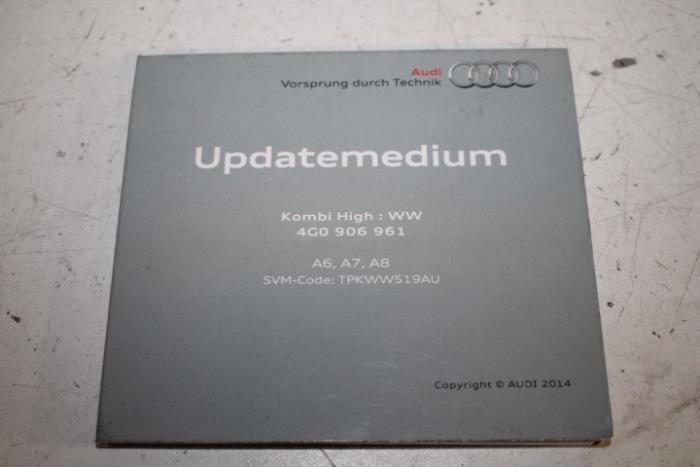 Audi
Vorsprung durch Technik
Updatemedium
Kombi High : WW
4G0 906 961
A6, A7, A8
SVM-Code: TPKWW519AU
Copyright © AUDI 2014